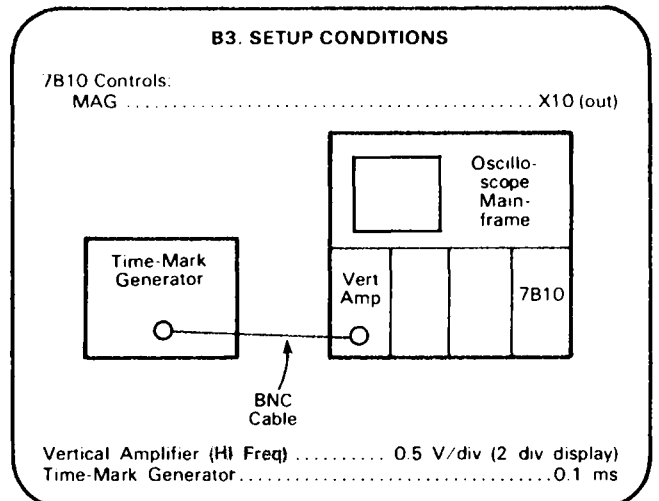 B3. SETUP CONDITIONS
7B10 Controls:
MAG ............................................. X10 (out)
Oscillo-
scope
Main-
frame
Time-Mark
Generator
Vert
Amp
7B10
BNC
Cable
Vertical Amplifier (HI Freq) .......... 0.5 V/div (2 div display)
Time-Mark Generator ................................... 0.1 ms